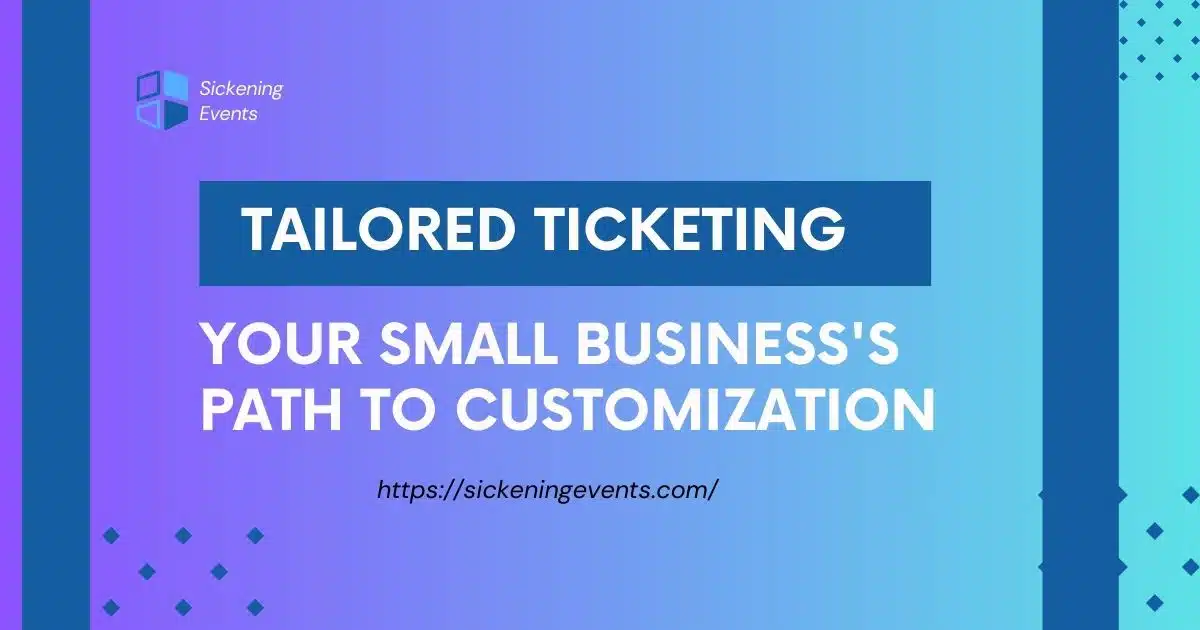 Sickening
Events
TAILORED TICKETING
YOUR SMALL BUSINESS'S
PATH TO CUSTOMIZATION
https://sickeningevents.com/